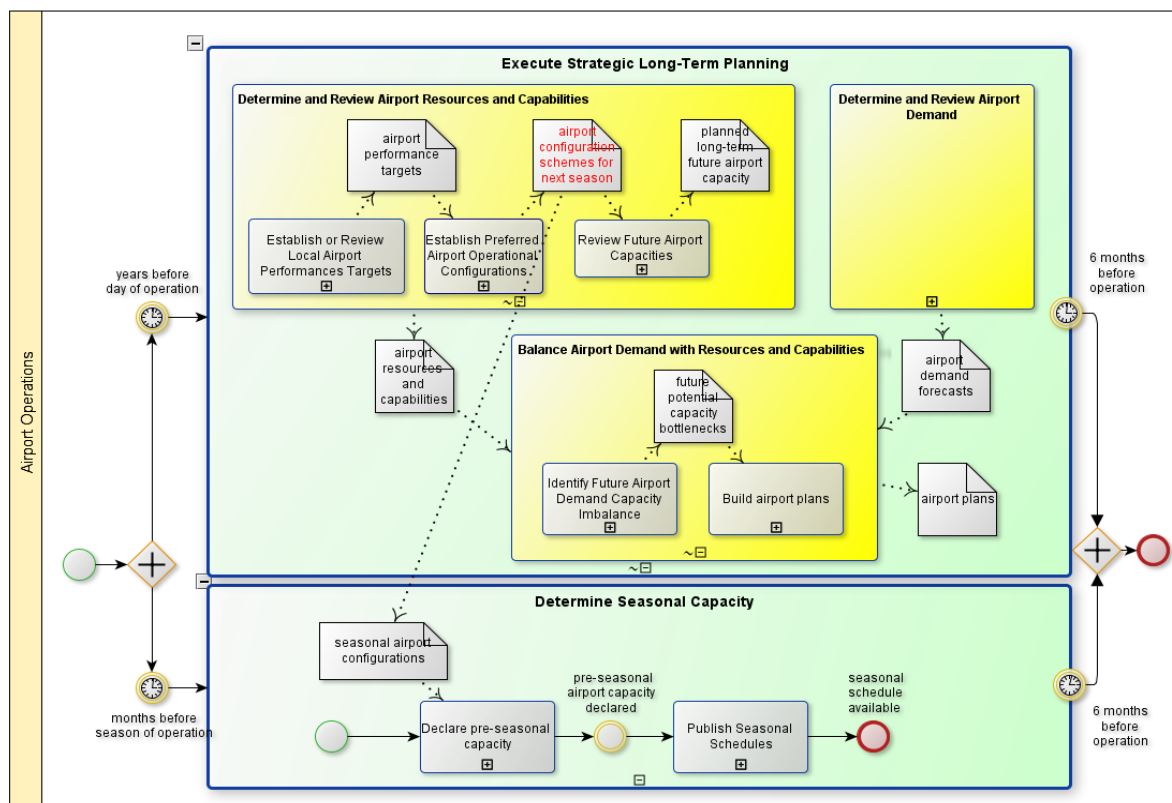 Airport Operations
Execute Strategic Long-Term Planning
Determine and Review Airport Resources and Capabilities
airport
performance
targets
airport
configuration
schemes for
next season
planned
long-term
future airport
capacity
Establish or Review
Local Airport
Performances Targets
Establish Preferred
Airport Operational
Configurations
Review Future Airport
Capacities
Determine and Review Airport
Demand
years before
day of operation
6 months
before
operation
airport
resources
and
capabilities
Balance Airport Demand with Resources and Capabilities
future
potential
capacity
bottlenecks
Identify Future Airport
Demand Capacity
Imbalance
Build airport plans
airport
demand
forecasts
airport plans
Determine Seasonal Capacity
seasonal airport
configurations
months before
season of operation
Declare pre-seasonal
capacity
pre-seasonal
airport capacity
declared
Publish Seasonal
Schedules
seasonal
schedule
available
6 months
before
operation